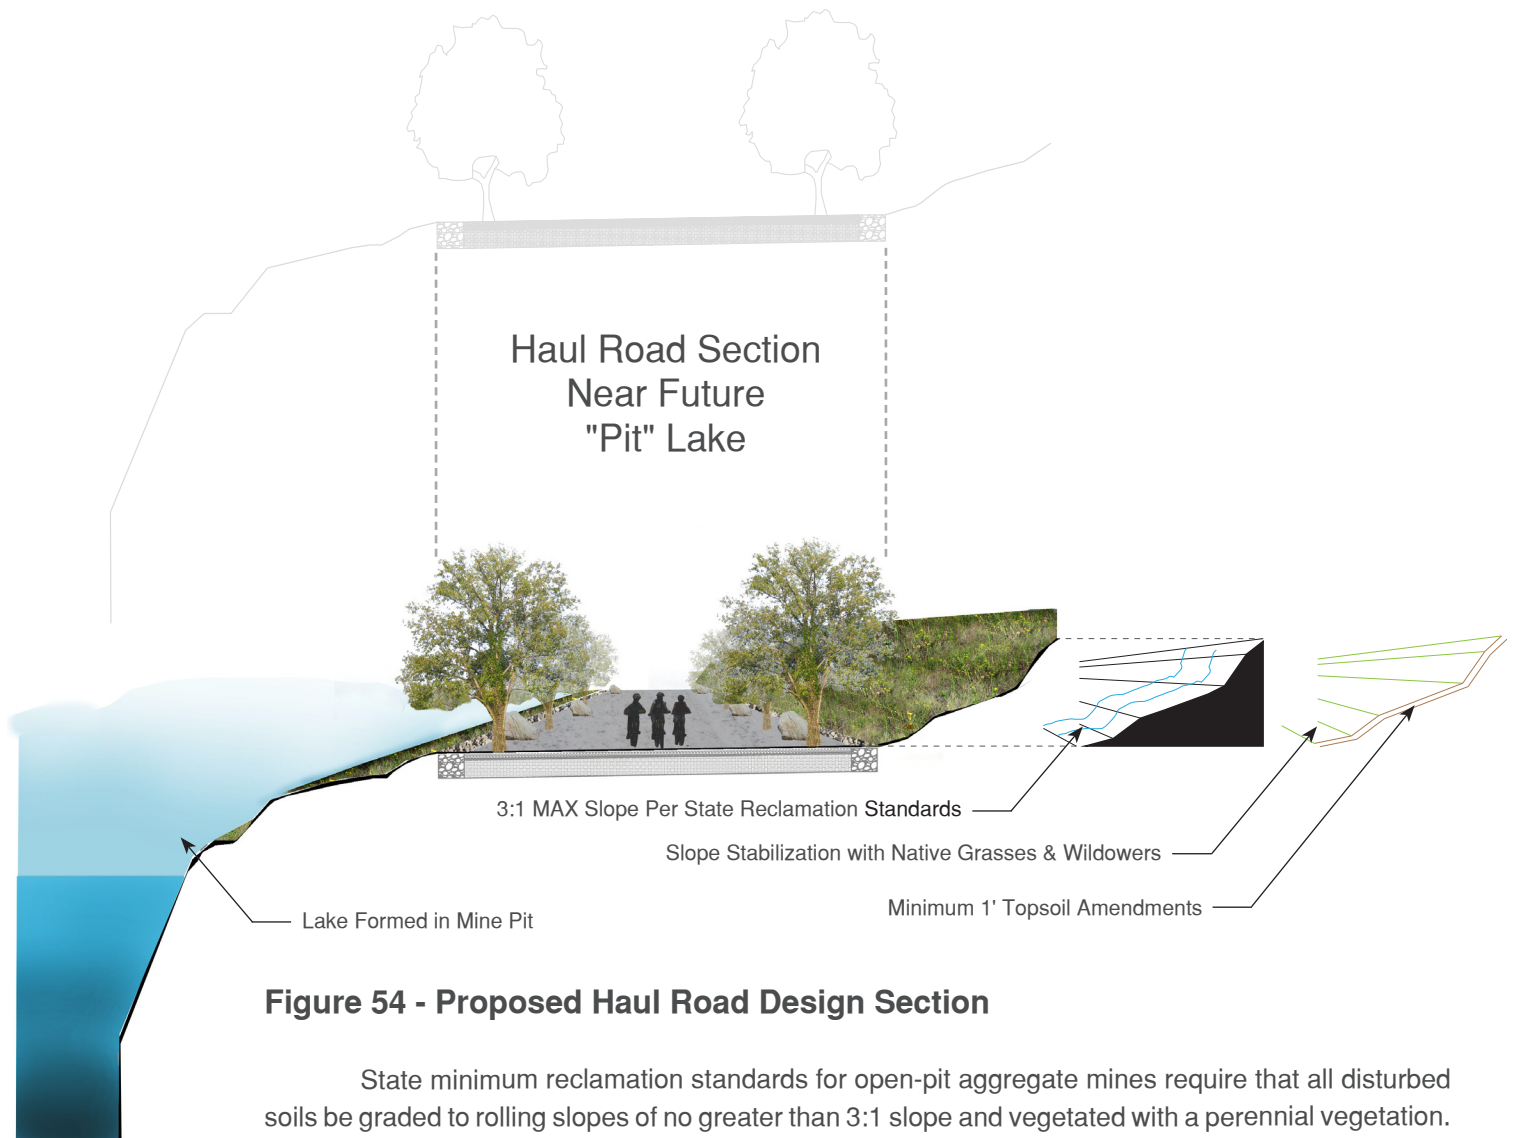 Haul Road Section
Near Future
"Pit" Lake
3:1 MAX Slope Per State Reclamation Standards
Slope Stabilization with Native Grasses & Wildowers
Minimum 1' Topsoil Amendments
Lake Formed in Mine Pit
Figure 54 - Proposed Haul Road Design Section
State minimum reclamation standards for open-pit aggregate mines require that all disturbed
soils be graded to rolling slopes of no greater than 3:1 slope and vegetated with a perennial vegetation.